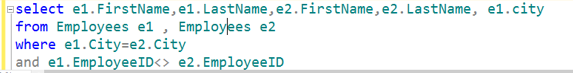 select e1.FirstName,e1.LastName,e2.FirstName,e2.LastName, e1.city
from Employees e1 , Employees e2
where e1.City=e2.City
and e1.EmployeeID<> e2.EmployeeID